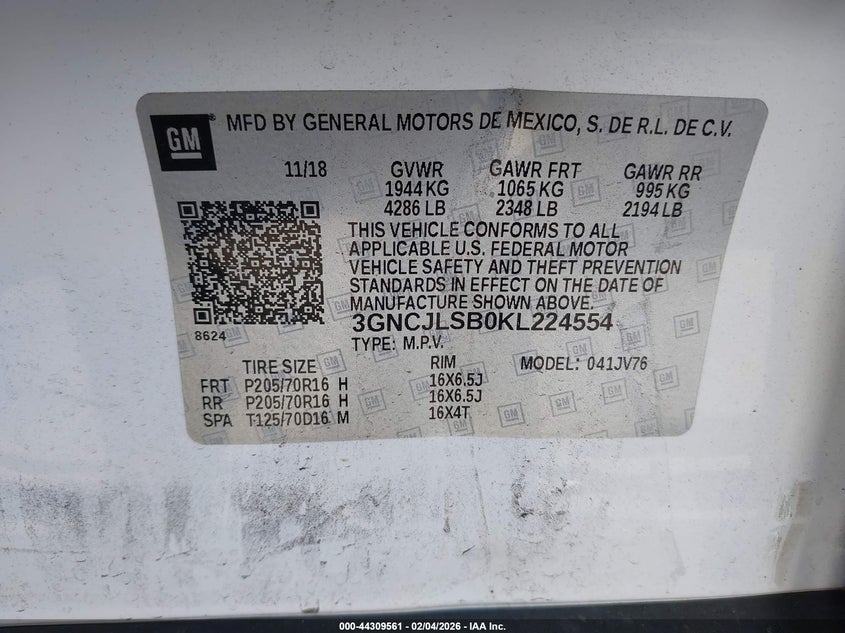 GM
MFD BY GENERAL MOTORS DE MEXICO, S. DE R.L. DE C.V.
11/18 GVWR GAWR FRT GAWR RR
1944 KG 1065 KG 995 KG
4286 LB 2348 LB 2194 LB
THIS VEHICLE CONFORMS TO ALL
APPLICABLE U.S. FEDERAL MOTOR
VEHICLE SAFETY AND THEFT PREVENTION
STANDARDS IN EFFECT ON THE DATE OF
MANUFACTURE SHOWN ABOVE.
3GNCJLSB0KL224554
8624
TYPE: M.P.V.
TIRE SIZE RIM MODEL: 041JV76
FRT P205/70R16 H 16X6.5J
RR P205/70R16 H 16X6.5J
SPA T125/70D16 M 16X4T
000-44309561 - 02/04/2026 - IAA Inc.